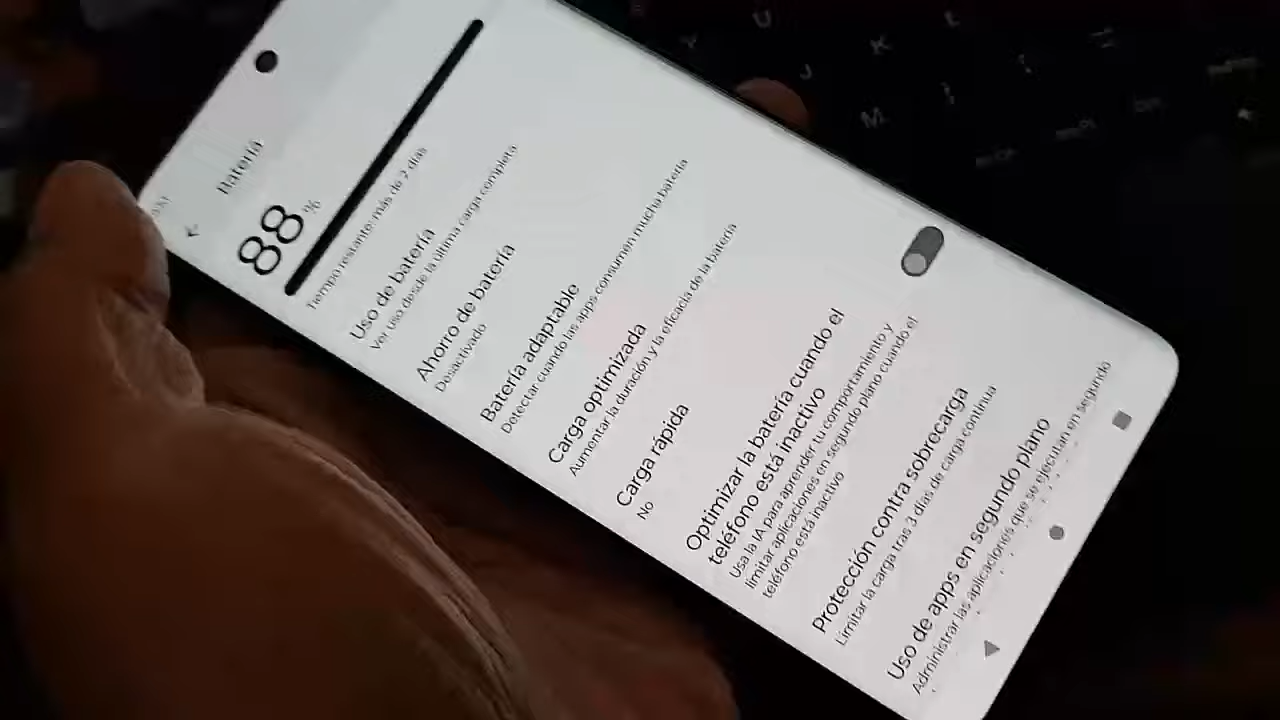 Batería
88 %
Tiempo restante: más de 2 días
Uso de batería
Ver uso desde la última carga completa
Ahorro de batería
Desactivado
Batería adaptable
Detectar cuando las apps consumen mucha batería
Carga optimizada
Aumentar la duración y la eficacia de la batería
Carga rápida
No
Optimizar la batería cuando el
teléfono está inactivo
Usa la IA para aprender tu comportamiento y
limitar aplicaciones en segundo plano cuando el
teléfono está inactivo
Protección contra sobrecarga
Limitar la carga tras 3 días de carga continua
Uso de apps en segundo plano
Administrar las aplicaciones que se ejecutan en segundo
U
K
J
M